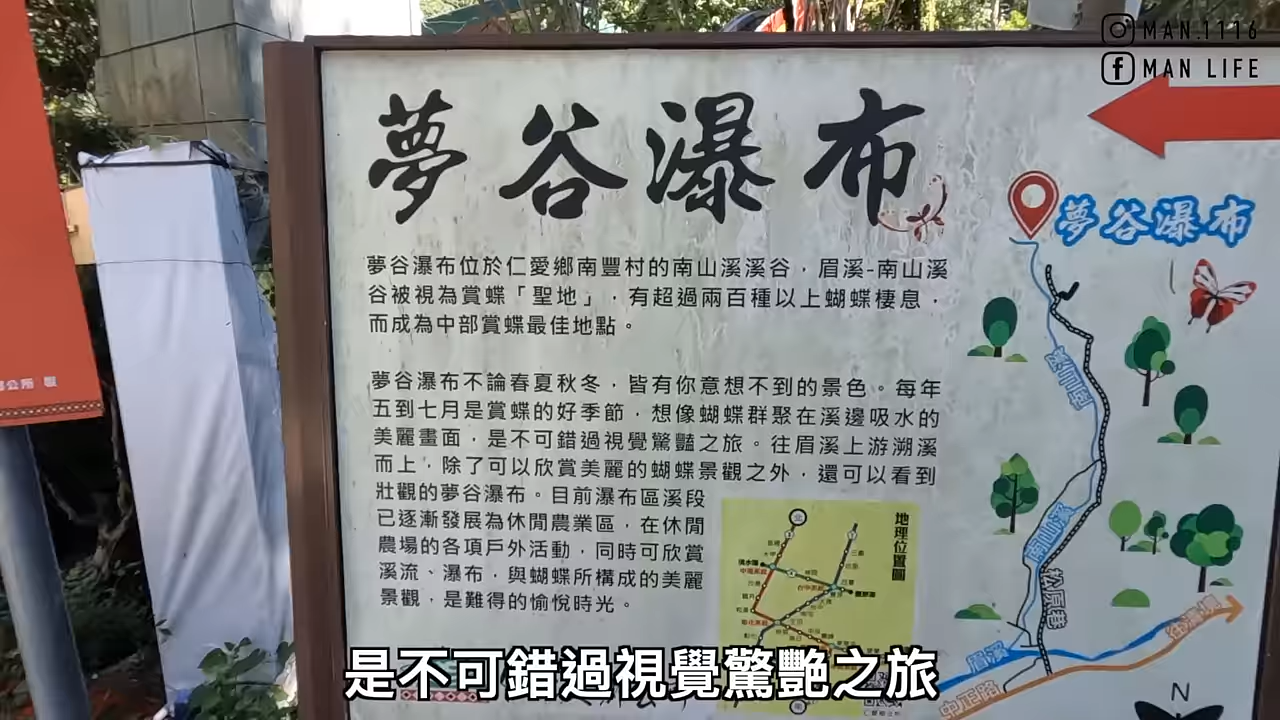 MAN.1116
MAN LIFE
夢谷瀑布
夢谷瀑布位於仁愛鄉南豐村的南山溪溪谷，眉溪-南山溪
谷被視為賞蝶「聖地」，有超過兩百種以上蝴蝶棲息，
而成為中部賞蝶最佳地點。
夢谷瀑布不論春夏秋冬，皆有你意想不到的景色。每年
五到七月是賞蝶的好季節，想像蝴蝶群聚在溪邊吸水的
美麗畫面，是不可錯過視覺驚豔之旅。往眉溪上游溯溪
而上，除了可以欣賞美麗的蝴蝶景觀之外，還可以看到
壯觀的夢谷瀑布。目前瀑布區溪段
已逐漸發展為休閒農業區，在休閒
農場的各項戶外活動，同時可欣賞
溪流、瀑布，與蝴蝶所構成的美麗
景觀，是難得的愉悅時光。
地理位置圖
夢谷瀑布
南山溪
南山溪
松原巷
眉溪
中正路
往清境
N
公所 製
是不可錯過視覺驚艷之旅